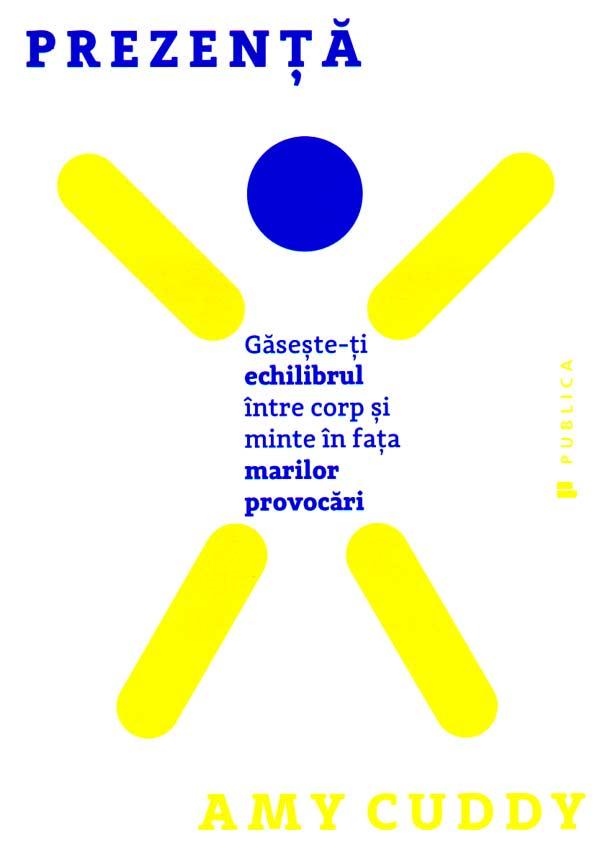 PREZENȚĂ
Găsește-ți
echilibrul
între corp și
minte în fața
marilor
provocări
PUBLICA
AMY CUDDY